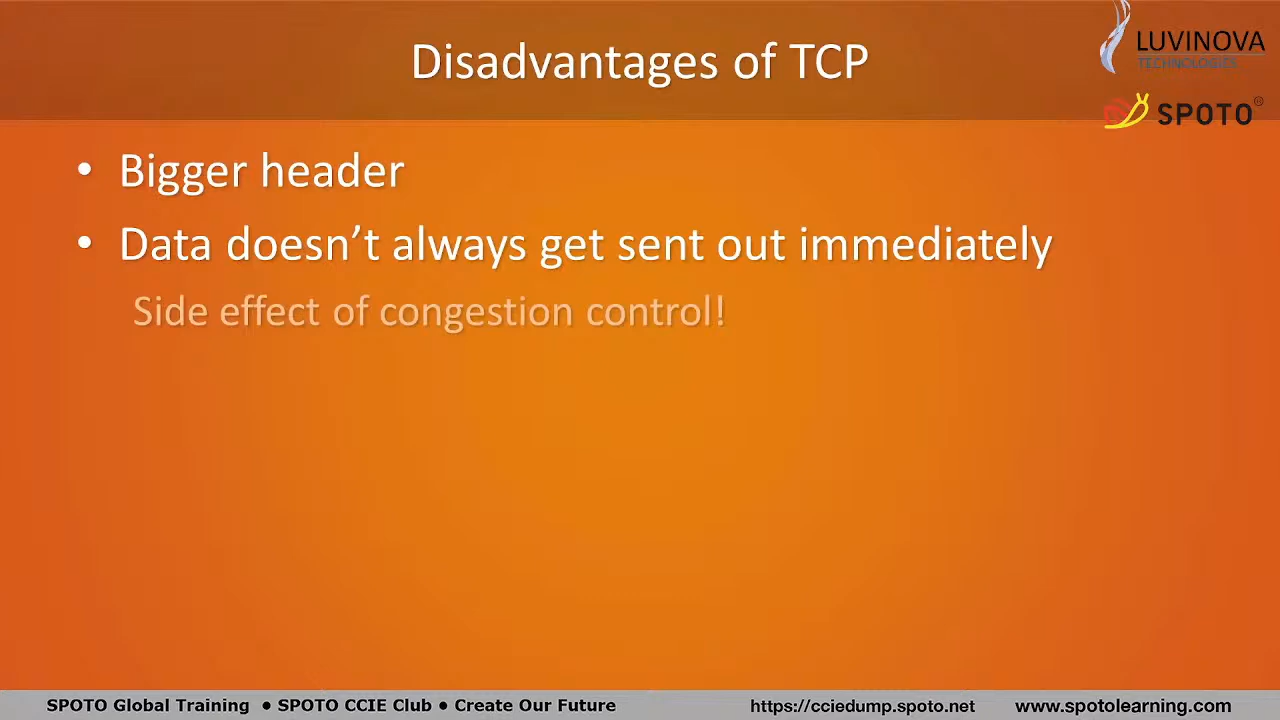 Disadvantages of TCP
LUVINOVA
TECHNOLOGIES
SPOTO®
• Bigger header
• Data doesn’t always get sent out immediately
Side effect of congestion control!
SPOTO Global Training ● SPOTO CCIE Club ● Create Our Future
https://cciedump.spoto.net
www.spotolearning.com